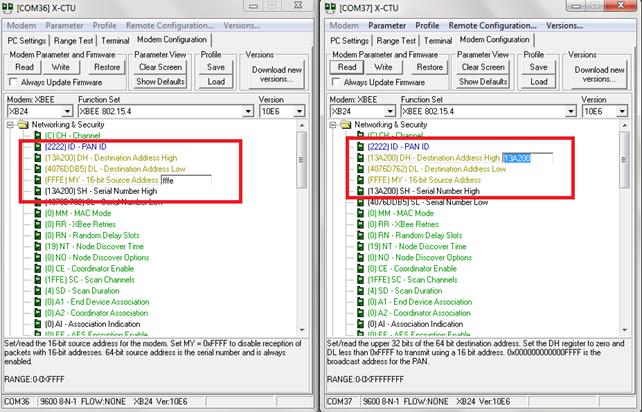 [COM36] X-CTU
Modem Parameter Profile Remote Configuration... Versions...
PC Settings Range Test Terminal Modem Configuration
Modem Parameter and Firmware Parameter View Profile Versions
Read Write Restore Clear Screen Save Download new versions...
Always Update Firmware Show Defaults Load
Modem: XBEE Function Set Version
XB24 XBEE 802.15.4 10E6
Networking & Security
(C) CH - Channel
(2222) ID - PAN ID
(13A200) DH - Destination Address High
(4076DDB5) DL - Destination Address Low
(FFFE) MY - 16-bit Source Address fffe
(13A200) SH - Serial Number High
(4076D762) SL - Serial Number Low
(0) MM - MAC Mode
(0) RR - XBee Retries
(0) RN - Random Delay Slots
(19) NT - Node Discover Time
(0) NO - Node Discover Options
(0) CE - Coordinator Enable
(1FFE) SC - Scan Channels
(4) SD - Scan Duration
(0) A1 - End Device Association
(0) A2 - Coordinator Association
(0) AI - Association Indication
(0) EE - AES Encryption Enable
Set/read the 16-bit source address for the modem. Set MY = 0xFFFF to disable reception of
packets with 16-bit addresses. 64-bit source address is the serial number and is always
enabled.
RANGE:0-0XFFFF
COM36 9600 8-N-1 FLOW:NONE XB24 Ver:10E6
[COM37] X-CTU
Modem Parameter Profile Remote Configuration... Versions...
PC Settings Range Test Terminal Modem Configuration
Modem Parameter and Firmware Parameter View Profile Versions
Read Write Restore Clear Screen Save Download new versions...
Always Update Firmware Show Defaults Load
Modem: XBEE Function Set Version
XB24 XBEE 802.15.4 10E6
Networking & Security
(C) CH - Channel
(2222) ID - PAN ID
(13A200) DH - Destination Address High 13A200
(4076D762) DL - Destination Address Low
(FFFE) MY - 16-bit Source Address
(13A200) SH - Serial Number High
(4076DDB5) SL - Serial Number Low
(0) MM - MAC Mode
(0) RR - XBee Retries
(0) RN - Random Delay Slots
(19) NT - Node Discover Time
(0) NO - Node Discover Options
(0) CE - Coordinator Enable
(1FFE) SC - Scan Channels
(4) SD - Scan Duration
(0) A1 - End Device Association
(0) A2 - Coordinator Association
(0) AI - Association Indication
(0) EE - AES Encryption Enable
Set/read the upper 32 bits of the 64 bit destination address. Set the DH register to zero and
DL less than 0xFFFF to transmit using a 16 bit address. 0x000000000000FFFF is the
broadcast address for the PAN.
RANGE:0-0XFFFFFFFF
COM37 9600 8-N-1 FLOW:NONE XB24 Ver:10E6